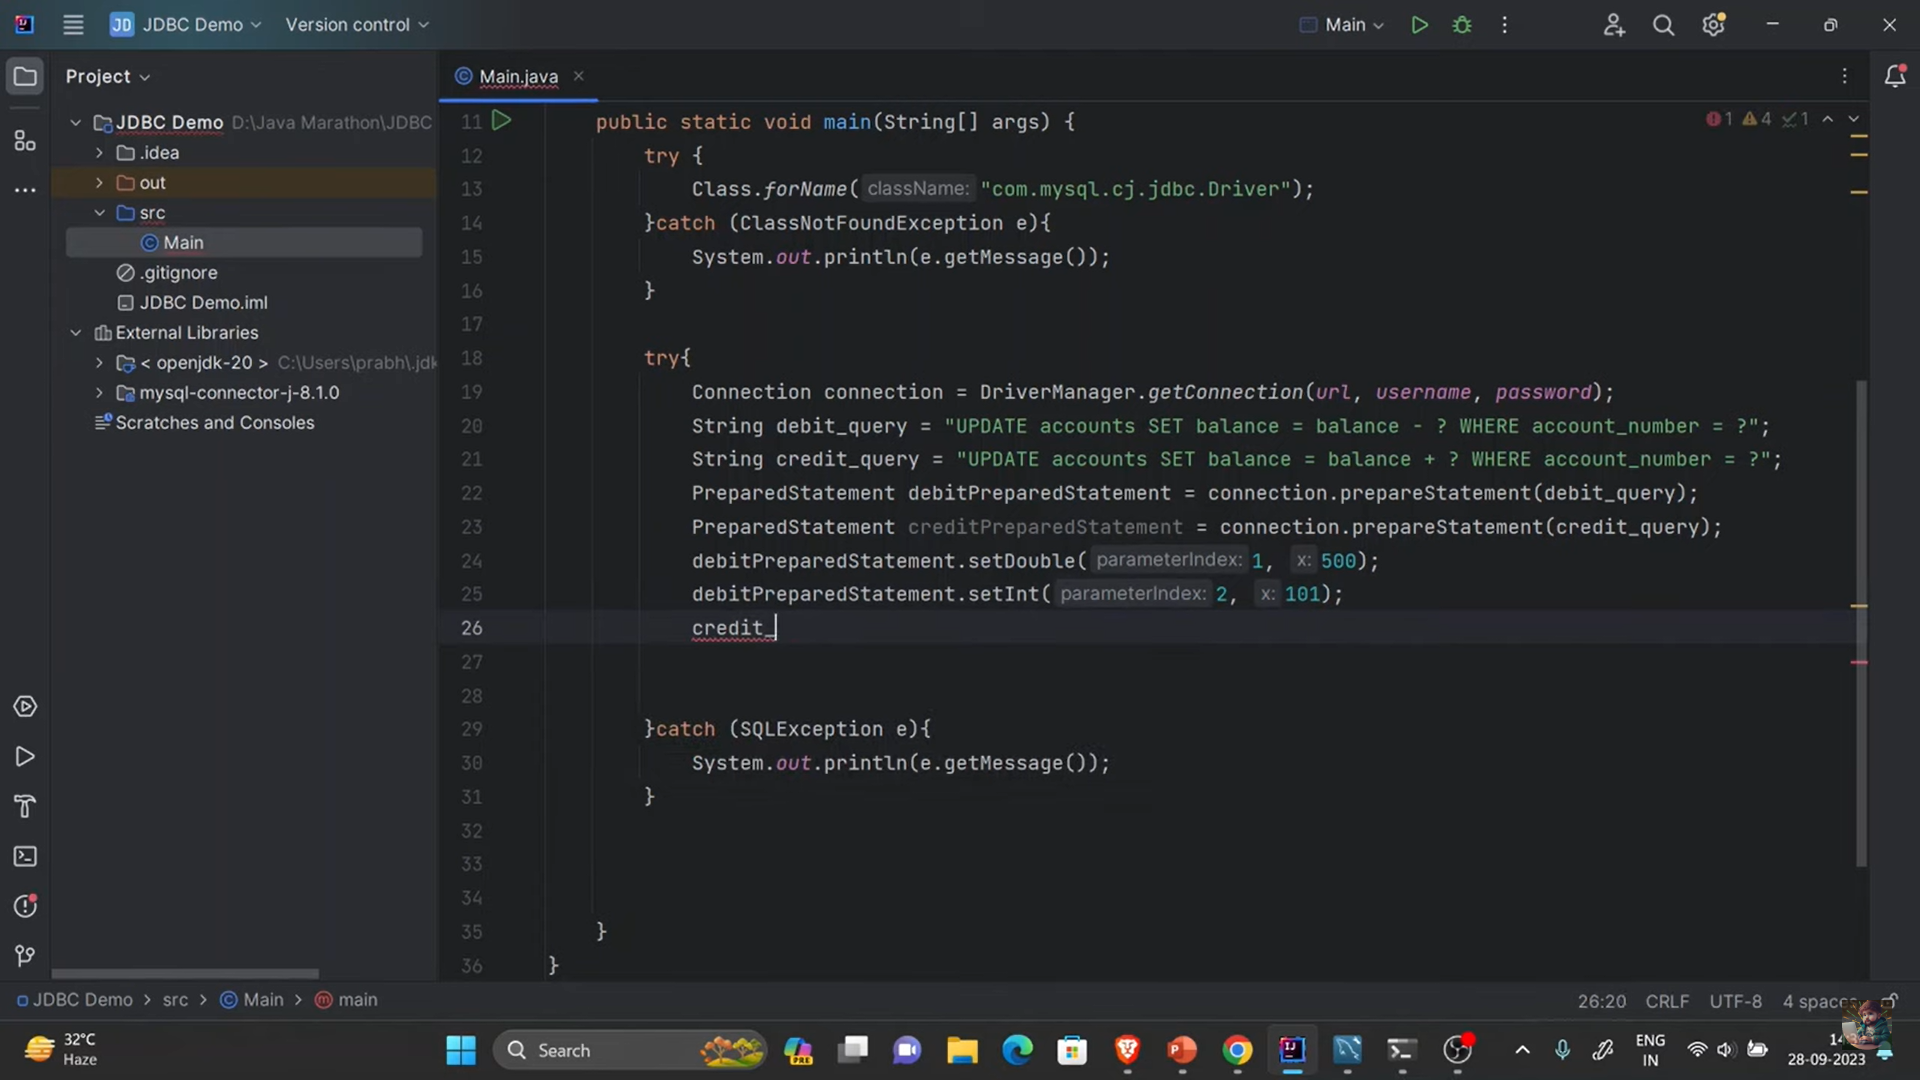 JD JDBC Demo Version control Main
Project
Main.java
JDBC Demo D:\Java Marathon\JDBC
.idea
out
src
Main
.gitignore
JDBC Demo.iml
External Libraries
< openjdk-20 > C:\Users\prabh\.jdk
mysql-connector-j-8.1.0
Scratches and Consoles
1 4 1
11 public static void main(String[] args) {
12 try {
13 Class.forName( className: "com.mysql.cj.jdbc.Driver");
14 }catch (ClassNotFoundException e){
15 System.out.println(e.getMessage());
16 }
17
18 try{
19 Connection connection = DriverManager.getConnection(url, username, password);
20 String debit_query = "UPDATE accounts SET balance = balance - ? WHERE account_number = ?";
21 String credit_query = "UPDATE accounts SET balance = balance + ? WHERE account_number = ?";
22 PreparedStatement debitPreparedStatement = connection.prepareStatement(debit_query);
23 PreparedStatement creditPreparedStatement = connection.prepareStatement(credit_query);
24 debitPreparedStatement.setDouble( parameterIndex: 1, x: 500);
25 debitPreparedStatement.setInt( parameterIndex: 2, x: 101);
26 credit_
27
28
29 }catch (SQLException e){
30 System.out.println(e.getMessage());
31 }
32
33
34
35 }
36 }
JDBC Demo > src > Main > main
26:20 CRLF UTF-8 4 spaces
32°C
Haze
Search
PRE
ENG
IN
28-09-2023